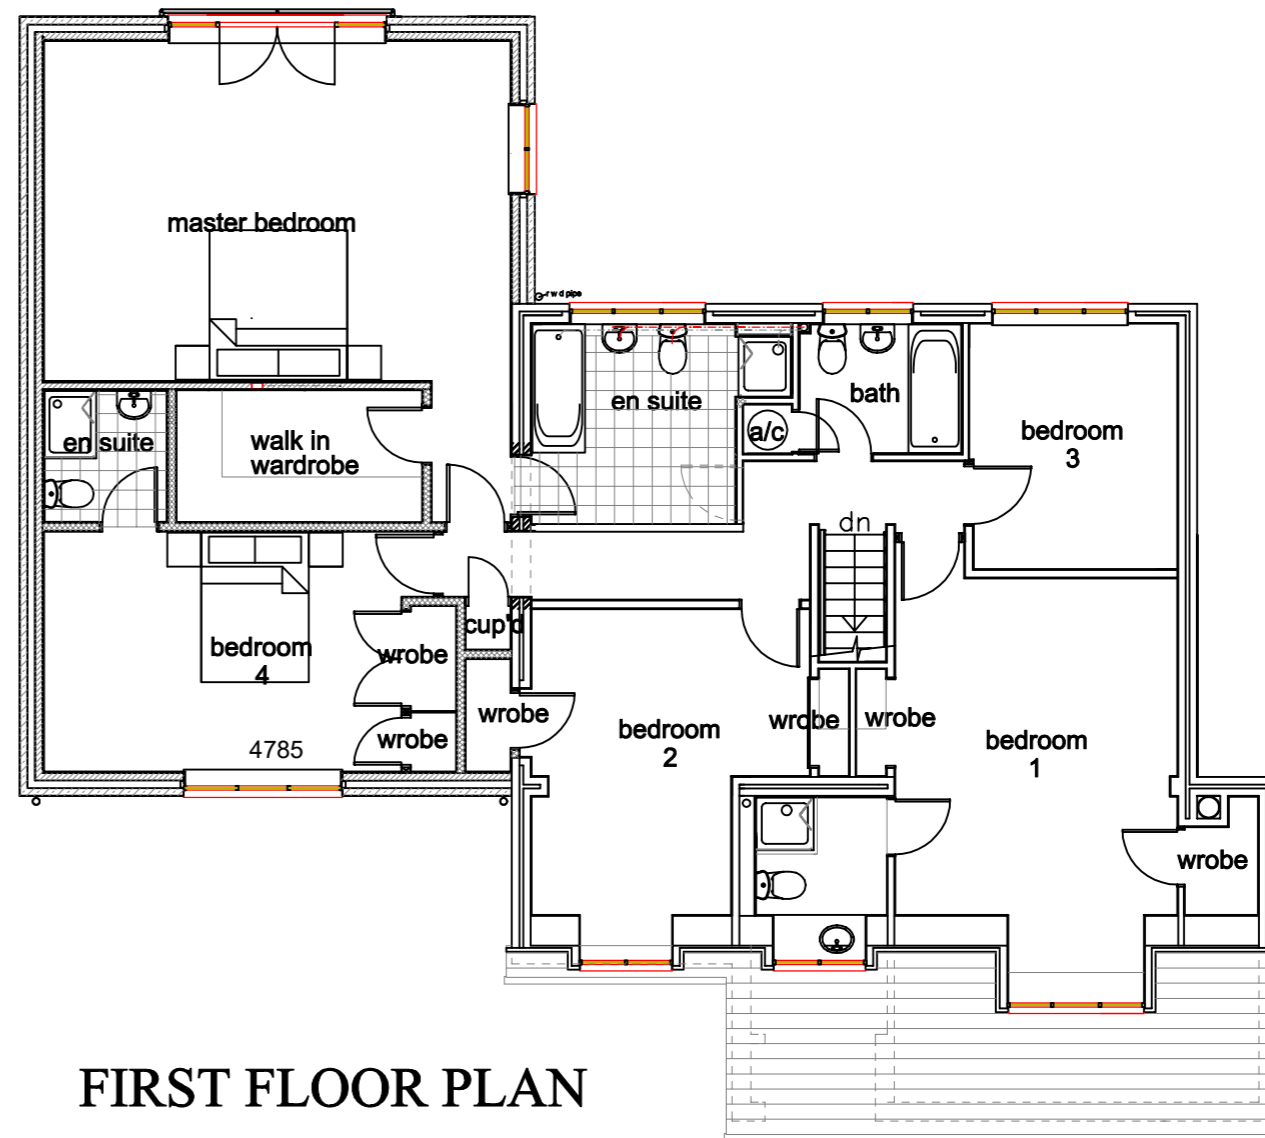 master bedroom
r w d pipe
en suite
walk in
wardrobe
en suite
a/c
bath
bedroom
3
dn
cup'd
bedroom
4
wrobe
wrobe
4785
wrobe
bedroom
2
wrobe
wrobe
bedroom
1
wrobe
FIRST FLOOR PLAN